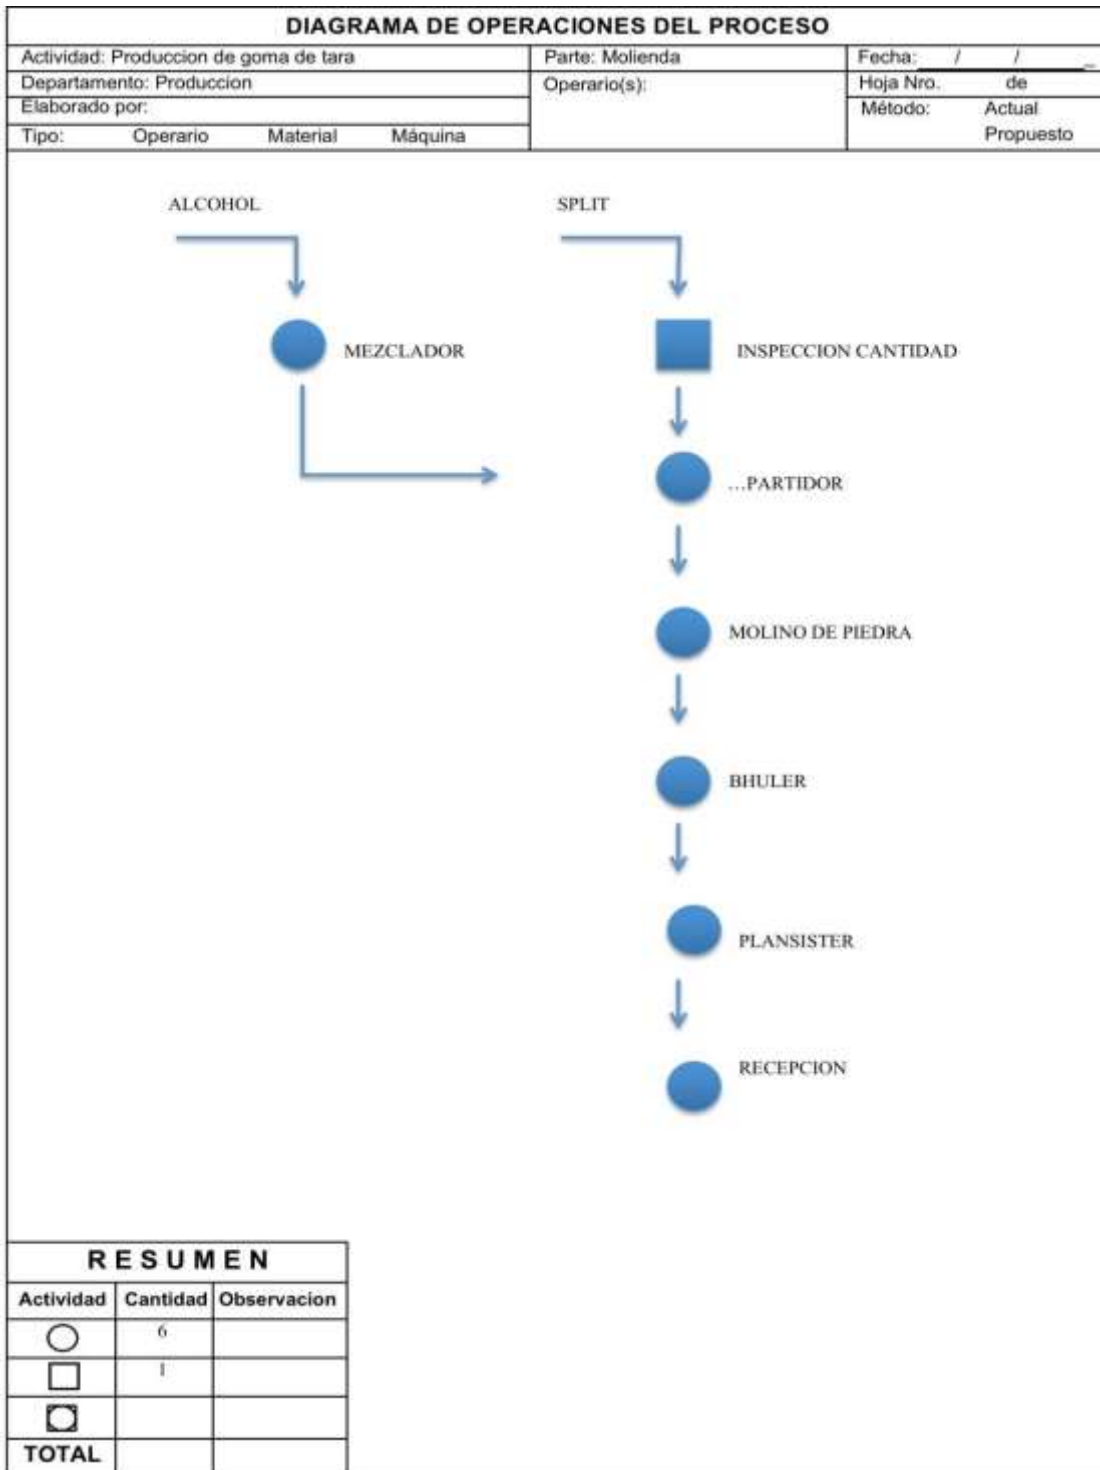 DIAGRAMA DE OPERACIONES DEL PROCESO
Actividad: Produccion de goma de tara
Parte: Molienda
Fecha:    /    /    _
Departamento: Produccion
Operario(s):
Hoja Nro.    de
Elaborado por:
Método:    Actual
Tipo:    Operario    Material    Máquina
Propuesto
ALCOHOL
SPLIT
MEZCLADOR
INSPECCION CANTIDAD
...PARTIDOR
MOLINO DE PIEDRA
BHULER
PLANSISTER
RECEPCION
RESUMEN
Actividad Cantidad Observacion
6
1
TOTAL